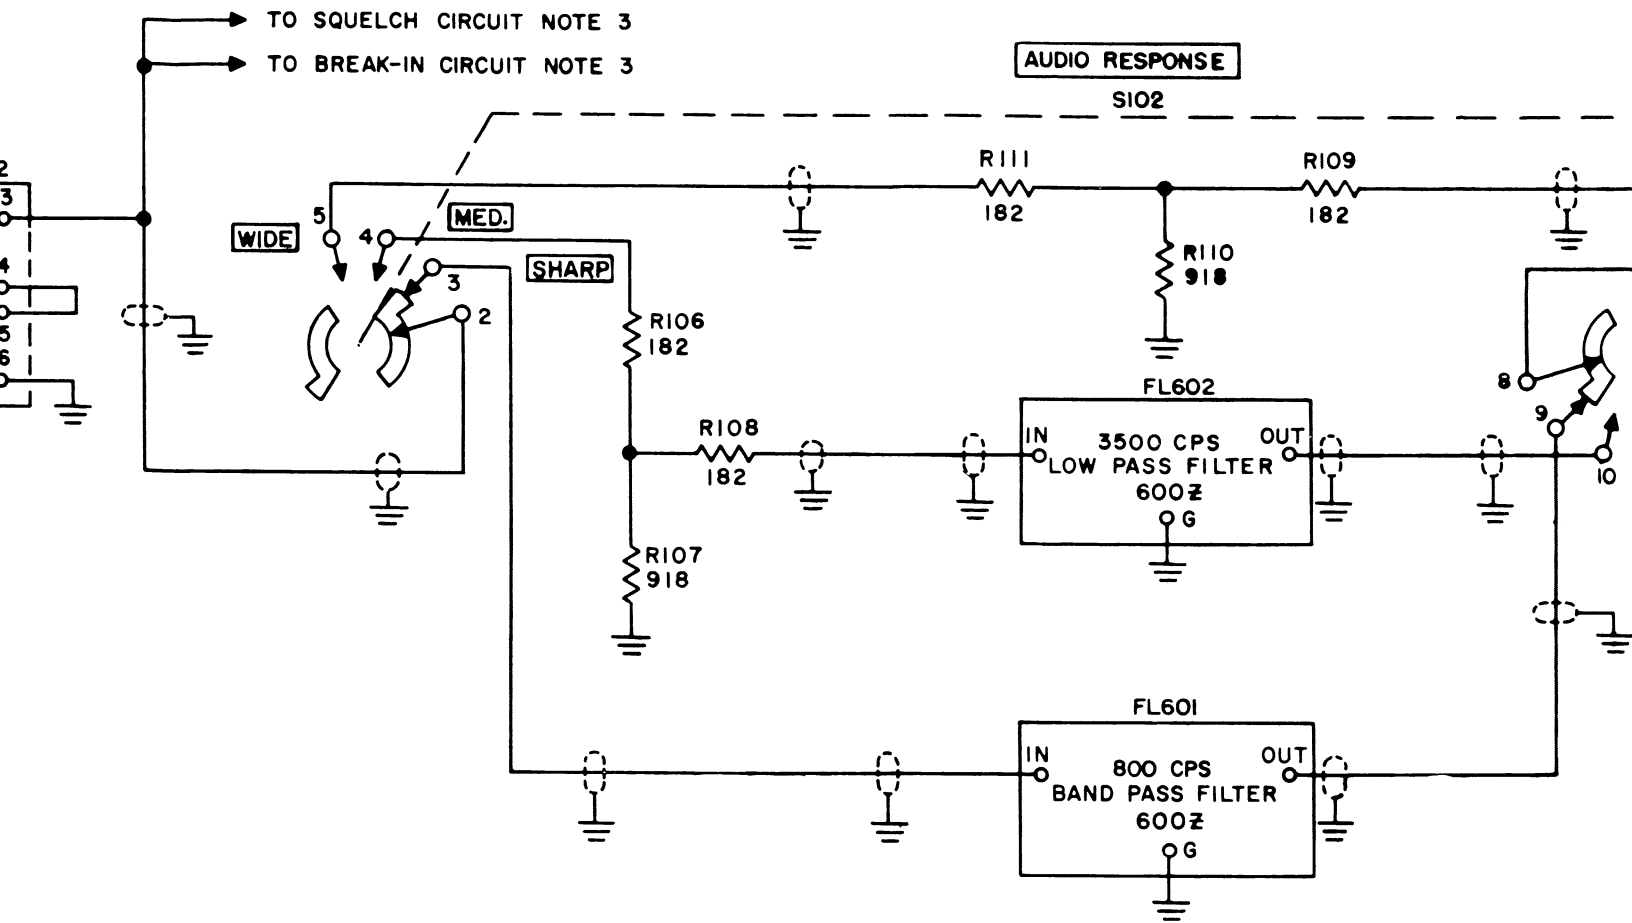 TO SQUELCH CIRCUIT NOTE 3
TO BREAK-IN CIRCUIT NOTE 3
AUDIO RESPONSE
S102
2
3
4
5
6
WIDE
5
4
MED.
3
SHARP
2
R111
182
R109
182
R110
918
R106
182
R108
182
R107
918
FL602
IN
3500 CPS
OUT
LOW PASS FILTER
600Z
G
8
9
10
FL601
IN
800 CPS
OUT
BAND PASS FILTER
600Z
G